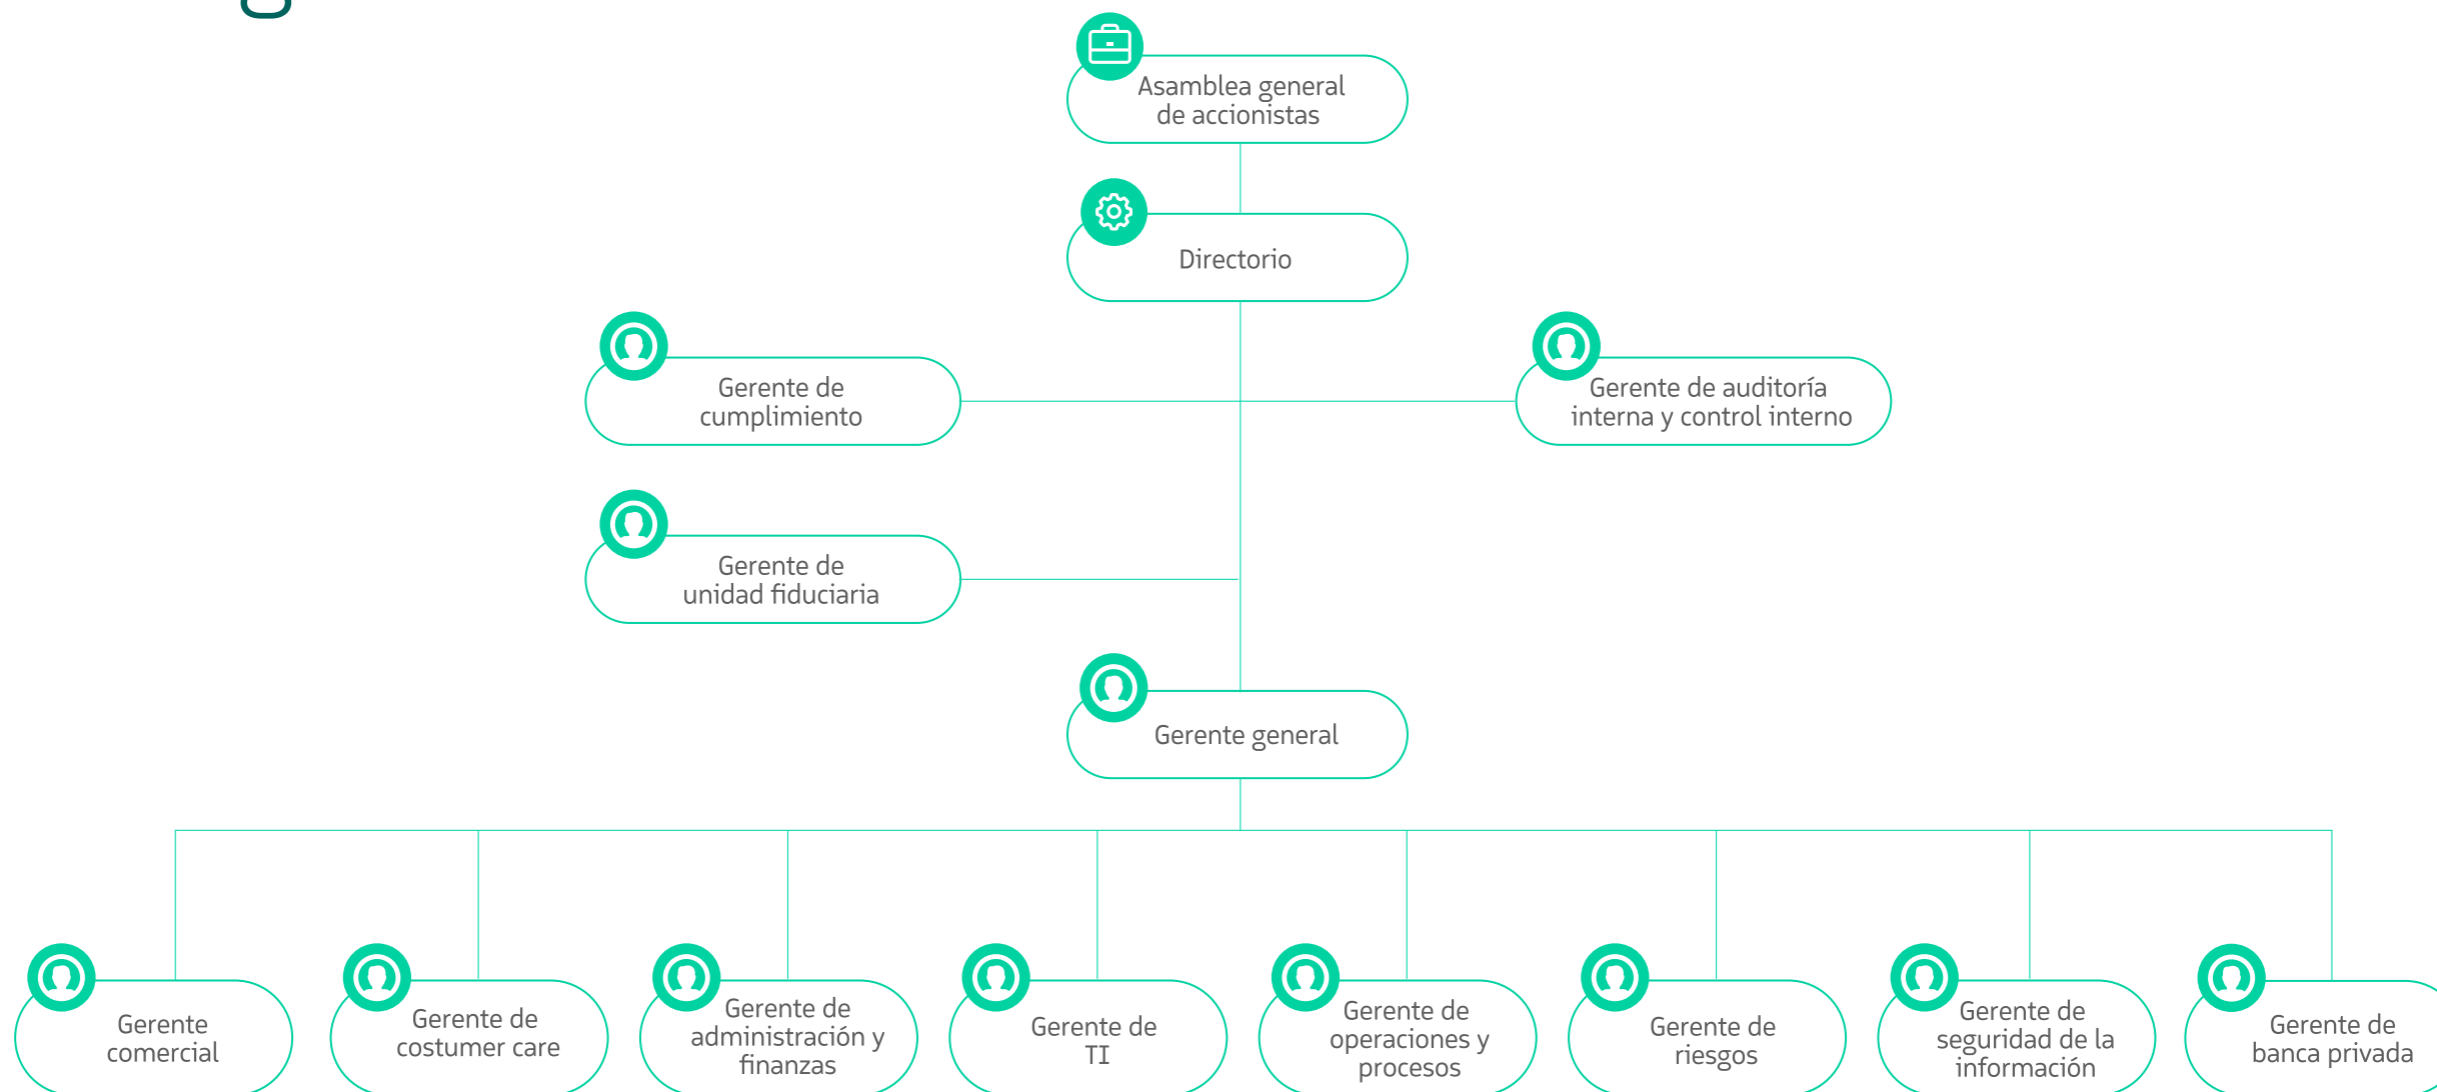 Asamblea general
de accionistas
Directorio
Gerente de
cumplimiento
Gerente de auditoría
interna y control interno
Gerente de
unidad fiduciaria
Gerente general
Gerente
comercial
Gerente de
costumer care
Gerente de
administración y
finanzas
Gerente de
TI
Gerente de
operaciones y
procesos
Gerente de
riesgos
Gerente de
seguridad de la
información
Gerente de
banca privada